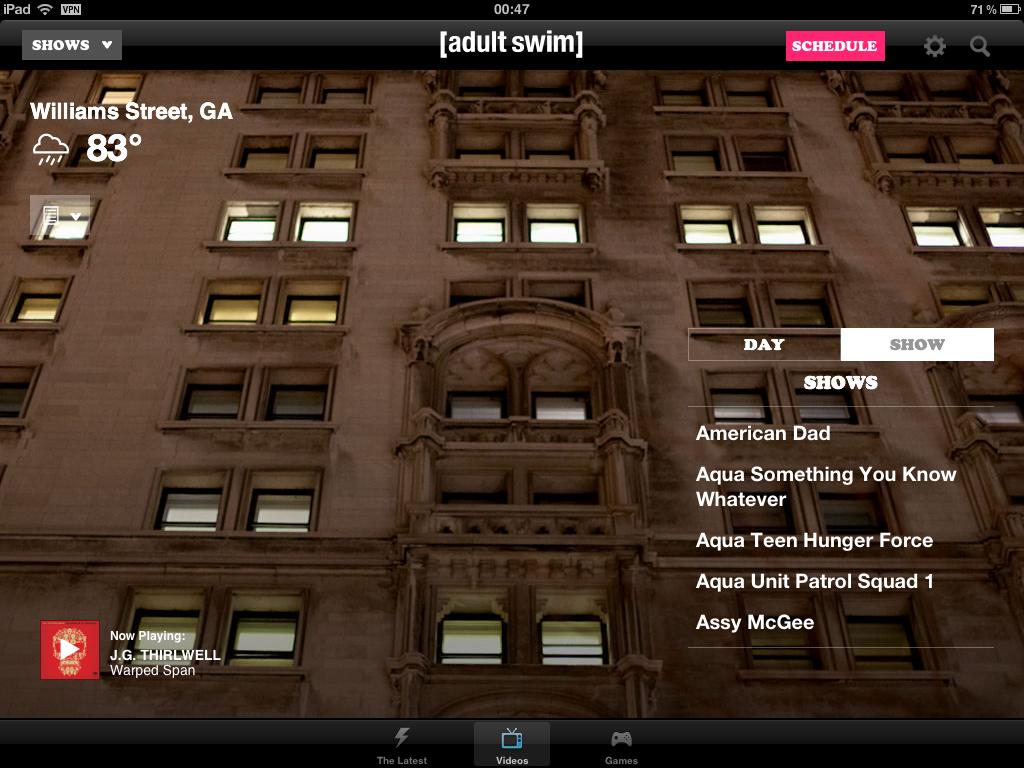 iPad VPN 00:47 71 %
SHOWS [adult swim] SCHEDULE
Williams Street, GA
83°
DAY SHOW
SHOWS
American Dad
Aqua Something You Know
Whatever
Aqua Teen Hunger Force
Aqua Unit Patrol Squad 1
Assy McGee
Now Playing:
J.G. THIRLWELL
Warped Span
The Latest Videos Games